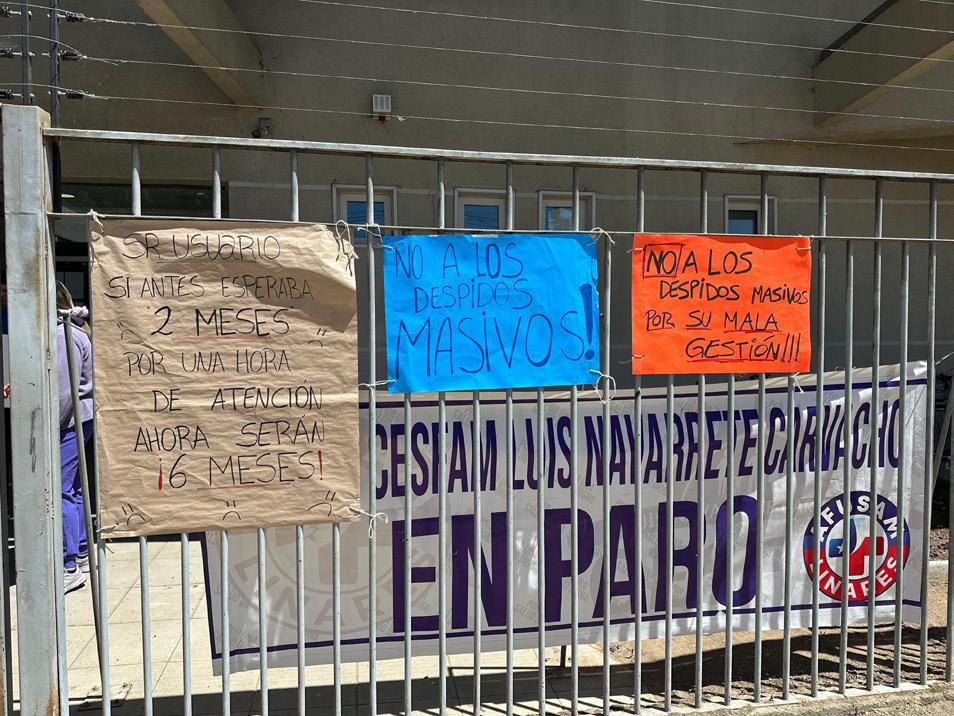 SR USUARIO
SI ANTES ESPERABA
2 MESES
POR UNA HORA
DE ATENCIÓN
AHORA SERÁN
¡6 MESES!
NO A LOS
DESPIDOS
MASIVOS!
NO A LOS
DESPIDOS MASIVOS
POR SU MALA
GESTIÓN!!!
CESFAM LUIS NAVARRETE CARVACHO
EN PARO
AFUSAM
LINARES